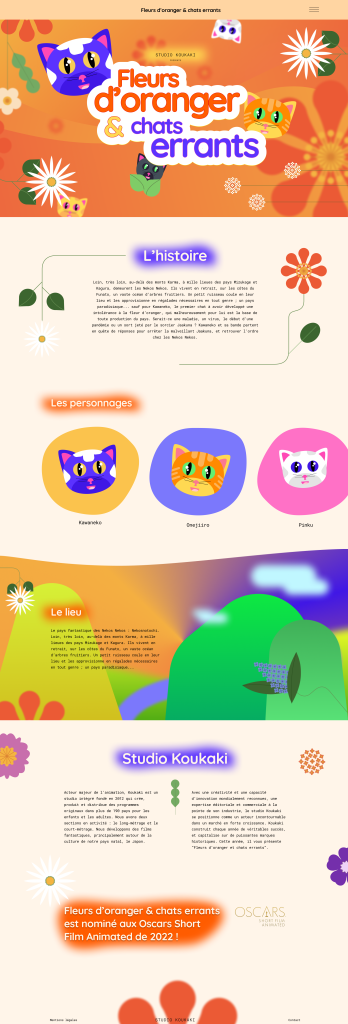 Fleurs d'oranger & chats errants
STUDIO KOUKAKI
Fleurs
d'oranger
& chats
errants
L'histoire
Loin, très loin, au-delà des monts Karma, à mille lieues des pays Mizukage et
Kagure, demeurent les Nekos Nekos. Ils vivent en retrait, sur les côtes du
Funato, un vaste océan d'arbres fruitiers. Un petit ruisseau coule en leur
lieu et les approvisionne en régalades nécessaires en tout genre : un pays
paradisiaque... sauf pour Kawaneko, le premier chat à avoir développé une
intolérance à la fleur d'oranger, qui malheureusement pour lui est la base de
toute production du pays. Serait-ce une maladie, un virus, le début d'une
pandémie ou un sort jeté par le sorcier Jaakuna ? Kawaneko et sa bande partent
en quête de réponses pour arrêter le malveillant Jaakuna, et retrouver l'ordre
chez les Nekos Nekos.
Les personnages
Kawaneko
Omejiiro
Pinku
Le lieu
Le pays fantastique des Nekos Nekos : Nekonatoshi.
Loin, très loin, au-delà des monts Karma, à mille
lieues des pays Mizukage et Kagure. Ils vivent en
retrait, sur les côtes du Funato, un vaste océan
d'arbres fruitiers. Un petit ruisseau coule en leur
lieu et les approvisionne en régalades nécessaires
en tout genre : un pays paradisiaque...
Studio Koukaki
Acteur majeur de l'animation, Koukaki est un
studio intégré fondé en 2012 qui crée,
produit et distribue des programmes
originaux dans plus de 190 pays pour les
enfants et les adultes. Nous avons deux
sections en activité : le long-métrage et le
court-métrage. Nous développons des films
fantastiques, principalement autour de la
culture de notre pays natal, le Japon.
Avec une créativité et une capacité
d'innovation mondialement reconnues, une
expertise éditoriale et commerciale à la
pointe de son industrie, le studio Koukaki
se positionne comme un acteur incontournable
dans un marché en forte croissance. Koukaki
construit chaque année de véritables succès,
et capitalise sur de puissantes marques
historiques. Cette année, il vous présente
"Fleurs d'oranger et chats errants".
Fleurs d'oranger & chats errants
est nominé aux Oscars Short
Film Animated de 2022 !
OSCARS
SHORT FILM
ANIMATED
Mentions légales
STUDIO KOUKAKI
Contact